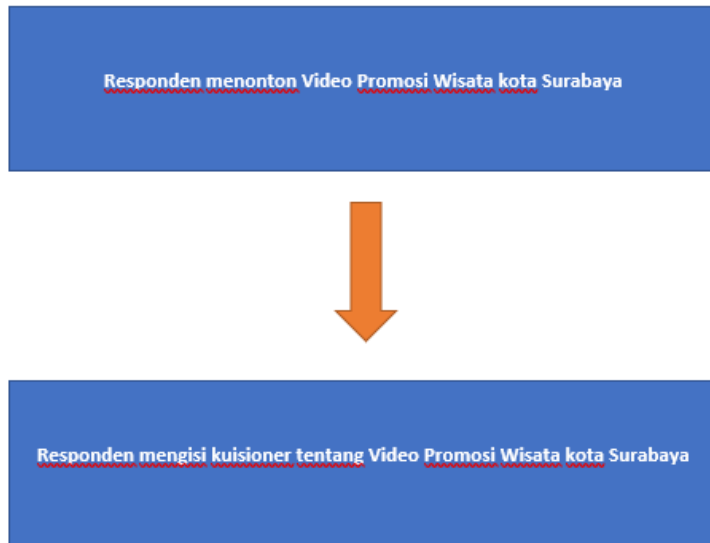 Responden menonton Video Promosi Wisata kota Surabaya
Responden mengisi kuisioner tentang Video Promosi Wisata kota Surabaya